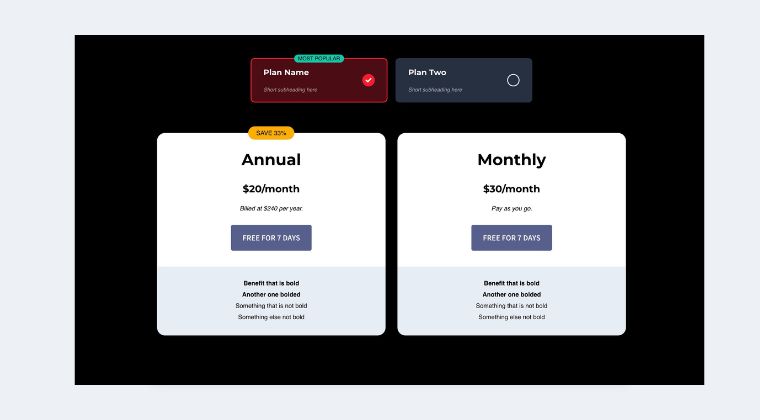 MOST POPULAR
Plan Name
Short subheading here
Plan Two
Short subheading here
SAVE 33%
Annual
$20/month
Billed at $240 per year.
FREE FOR 7 DAYS
Benefit that is bold
Another one bolded
Something that is not bold
Something else not bold
Monthly
$30/month
Pay as you go.
FREE FOR 7 DAYS
Benefit that is bold
Another one bolded
Something that is not bold
Something else not bold